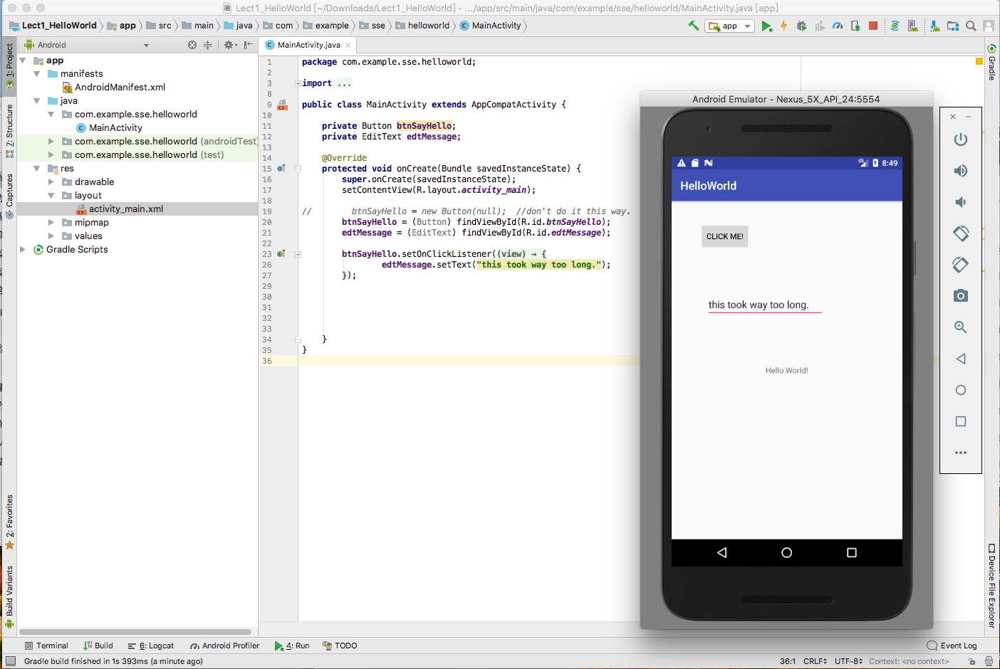 Lect1_HelloWorld [~/Downloads/Lect1_HelloWorld] - .../app/src/main/java/com/example/sse/helloworld/MainActivity.java [app]
Lect1_HelloWorld app src main java com example sse helloworld MainActivity
app
Android
MainActivity.java
1: Project
Z: Structure
Captures
2: Favorites
Build Variants
app
manifests
AndroidManifest.xml
java
com.example.sse.helloworld
MainActivity
com.example.sse.helloworld (androidTest)
com.example.sse.helloworld (test)
res
drawable
layout
activity_main.xml
mipmap
values
Gradle Scripts
1 package com.example.sse.helloworld;
2
3 import ...
8
9 public class MainActivity extends AppCompatActivity {
10
11 private Button btnSayHello;
12 private EditText edtMessage;
13
14 @Override
15 protected void onCreate(Bundle savedInstanceState) {
16 super.onCreate(savedInstanceState);
17 setContentView(R.layout.activity_main);
18
19 // btnSayHello = new Button(null); //don't do it this way.
20 btnSayHello = (Button) findViewById(R.id.btnSayHello);
21 edtMessage = (EditText) findViewById(R.id.edtMessage);
22
23 btnSayHello.setOnClickListener((view) → {
26 edtMessage.setText("this took way too long.");
27 });
29
30
31
32
33
34 }
35 }
36
Android Emulator - Nexus_5X_API_24:5554
LTE 8:49
HelloWorld
CLICK ME!
this took way too long.
Hello World!
Gradle
Device File Explorer
Terminal Build 6: Logcat Android Profiler 4: Run TODO Event Log
Gradle build finished in 1s 393ms (a minute ago) 36:1 CRLF UTF-8 Context: <no context>